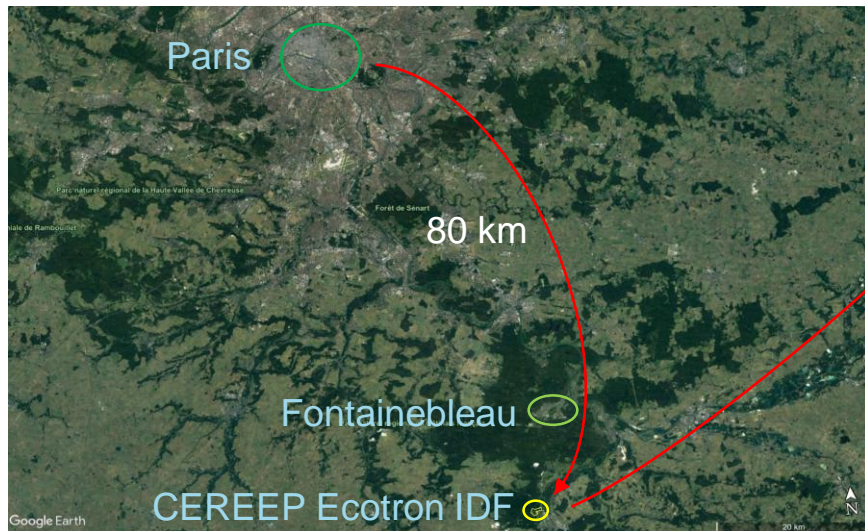 Paris
Parc naturel régional de la Haute Vallée de Chevreuse
Forêt de Sénart
80 km
Fontainebleau
CEREEP Ecotron IDF
Google Earth
N
20 km